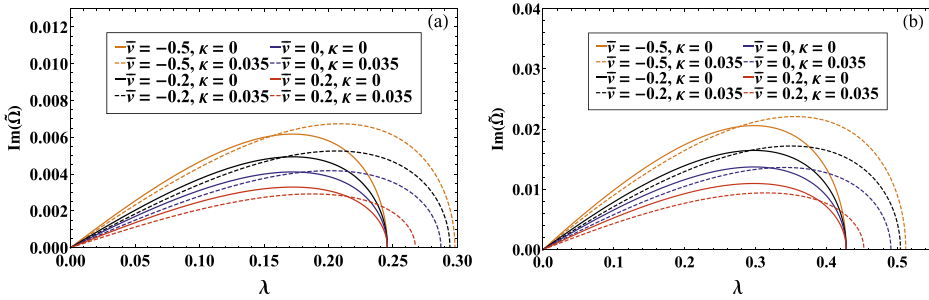 (a)
ν̄ = −0.5, κ = 0 ν̄ = 0, κ = 0
ν̄ = −0.5, κ = 0.035 ν̄ = 0, κ = 0.035
ν̄ = −0.2, κ = 0 ν̄ = 0.2, κ = 0
ν̄ = −0.2, κ = 0.035 ν̄ = 0.2, κ = 0.035
Im(Ω̃)
0.012
0.010
0.008
0.006
0.004
0.002
0.000
0.00 0.05 0.10 0.15 0.20 0.25 0.30
λ
(b)
ν̄ = −0.5, κ = 0 ν̄ = 0, κ = 0
ν̄ = −0.5, κ = 0.035 ν̄ = 0, κ = 0.035
ν̄ = −0.2, κ = 0 ν̄ = 0.2, κ = 0
ν̄ = −0.2, κ = 0.035 ν̄ = 0.2, κ = 0.035
Im(Ω̃)
0.04
0.03
0.02
0.01
0.00
0.0 0.1 0.2 0.3 0.4 0.5
λ